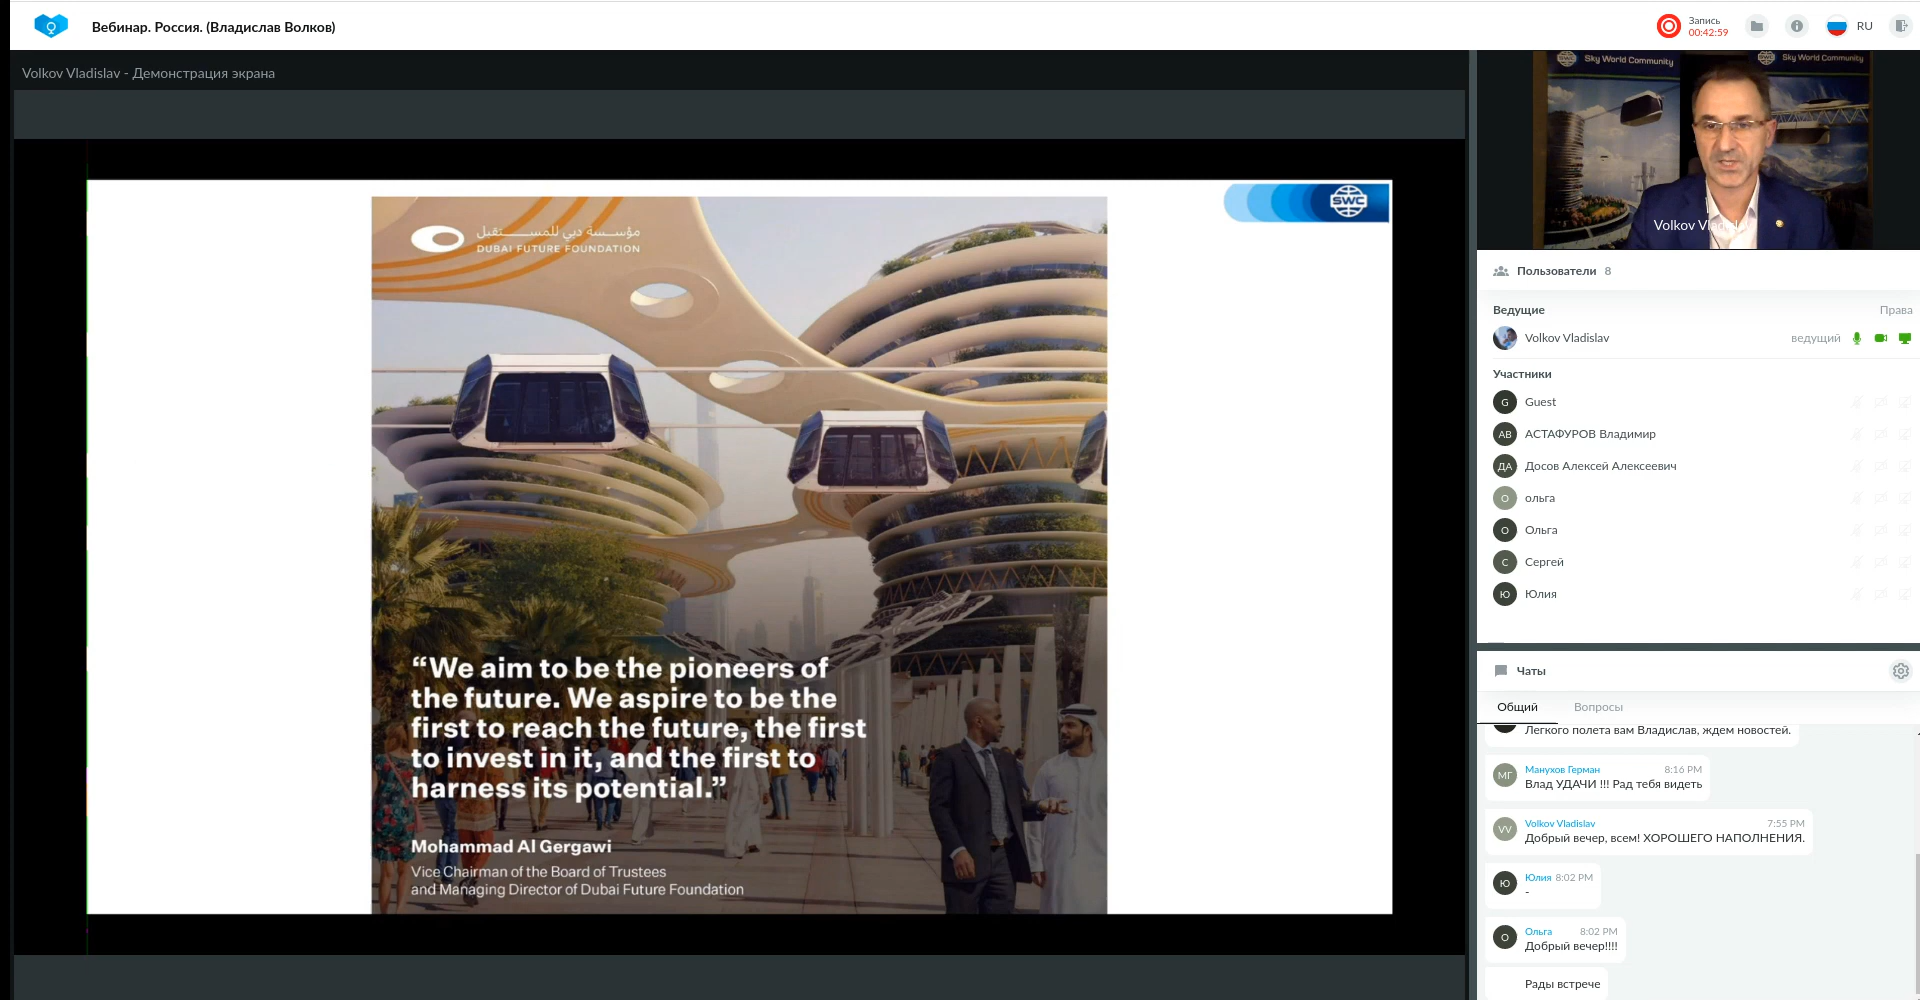 Вебинар. Россия. (Владислав Волков)
Запись
00:42:59
RU
Volkov Vladislav - Демонстрация экрана
SWC
مؤسسة دبي للمستقبل
DUBAI FUTURE FOUNDATION
“We aim to be the pioneers of
the future. We aspire to be the
first to reach the future, the first
to invest in it, and the first to
harness its potential.”
Mohammad Al Gergawi
Vice Chairman of the Board of Trustees
and Managing Director of Dubai Future Foundation
Sky World Community
Sky World Community
Volkov
Пользователи 8
Ведущие Права
Volkov Vladislav ведущий
Участники
G Guest
АВ АСТАФУРОВ Владимир
ДА Досов Алексей Алексеевич
О ольга
О Ольга
С Сергей
Ю Юлия
Чаты
Общий Вопросы
Легкого полета вам Владислав, ждем новостей.
МГ Манухов Герман 8:16 PM
Влад УДАЧИ !!! Рад тебя видеть
VV Volkov Vladislav 7:55 PM
Добрый вечер, всем! ХОРОШЕГО НАПОЛНЕНИЯ.
Ю Юлия 8:02 PM
-
О Ольга 8:02 PM
Добрый вечер!!!!
Рады встрече